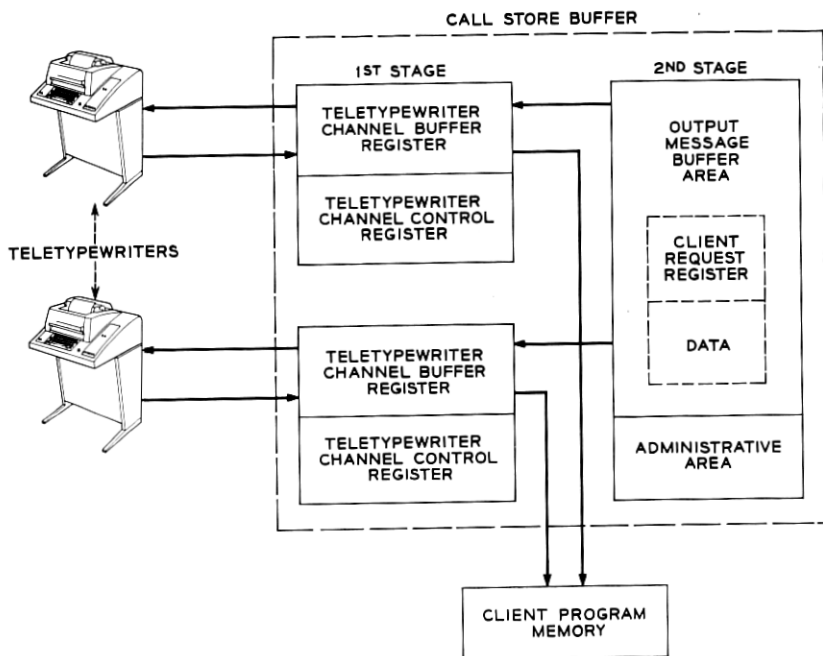 CALL STORE BUFFER
1ST STAGE
2ND STAGE
TELETYPEWRITER
CHANNEL BUFFER
REGISTER
TELETYPEWRITER
CHANNEL CONTROL
REGISTER
OUTPUT
MESSAGE
BUFFER
AREA
CLIENT
REQUEST
REGISTER
DATA
ADMINISTRATIVE
AREA
TELETYPEWRITERS
TELETYPEWRITER
CHANNEL BUFFER
REGISTER
TELETYPEWRITER
CHANNEL CONTROL
REGISTER
CLIENT PROGRAM
MEMORY